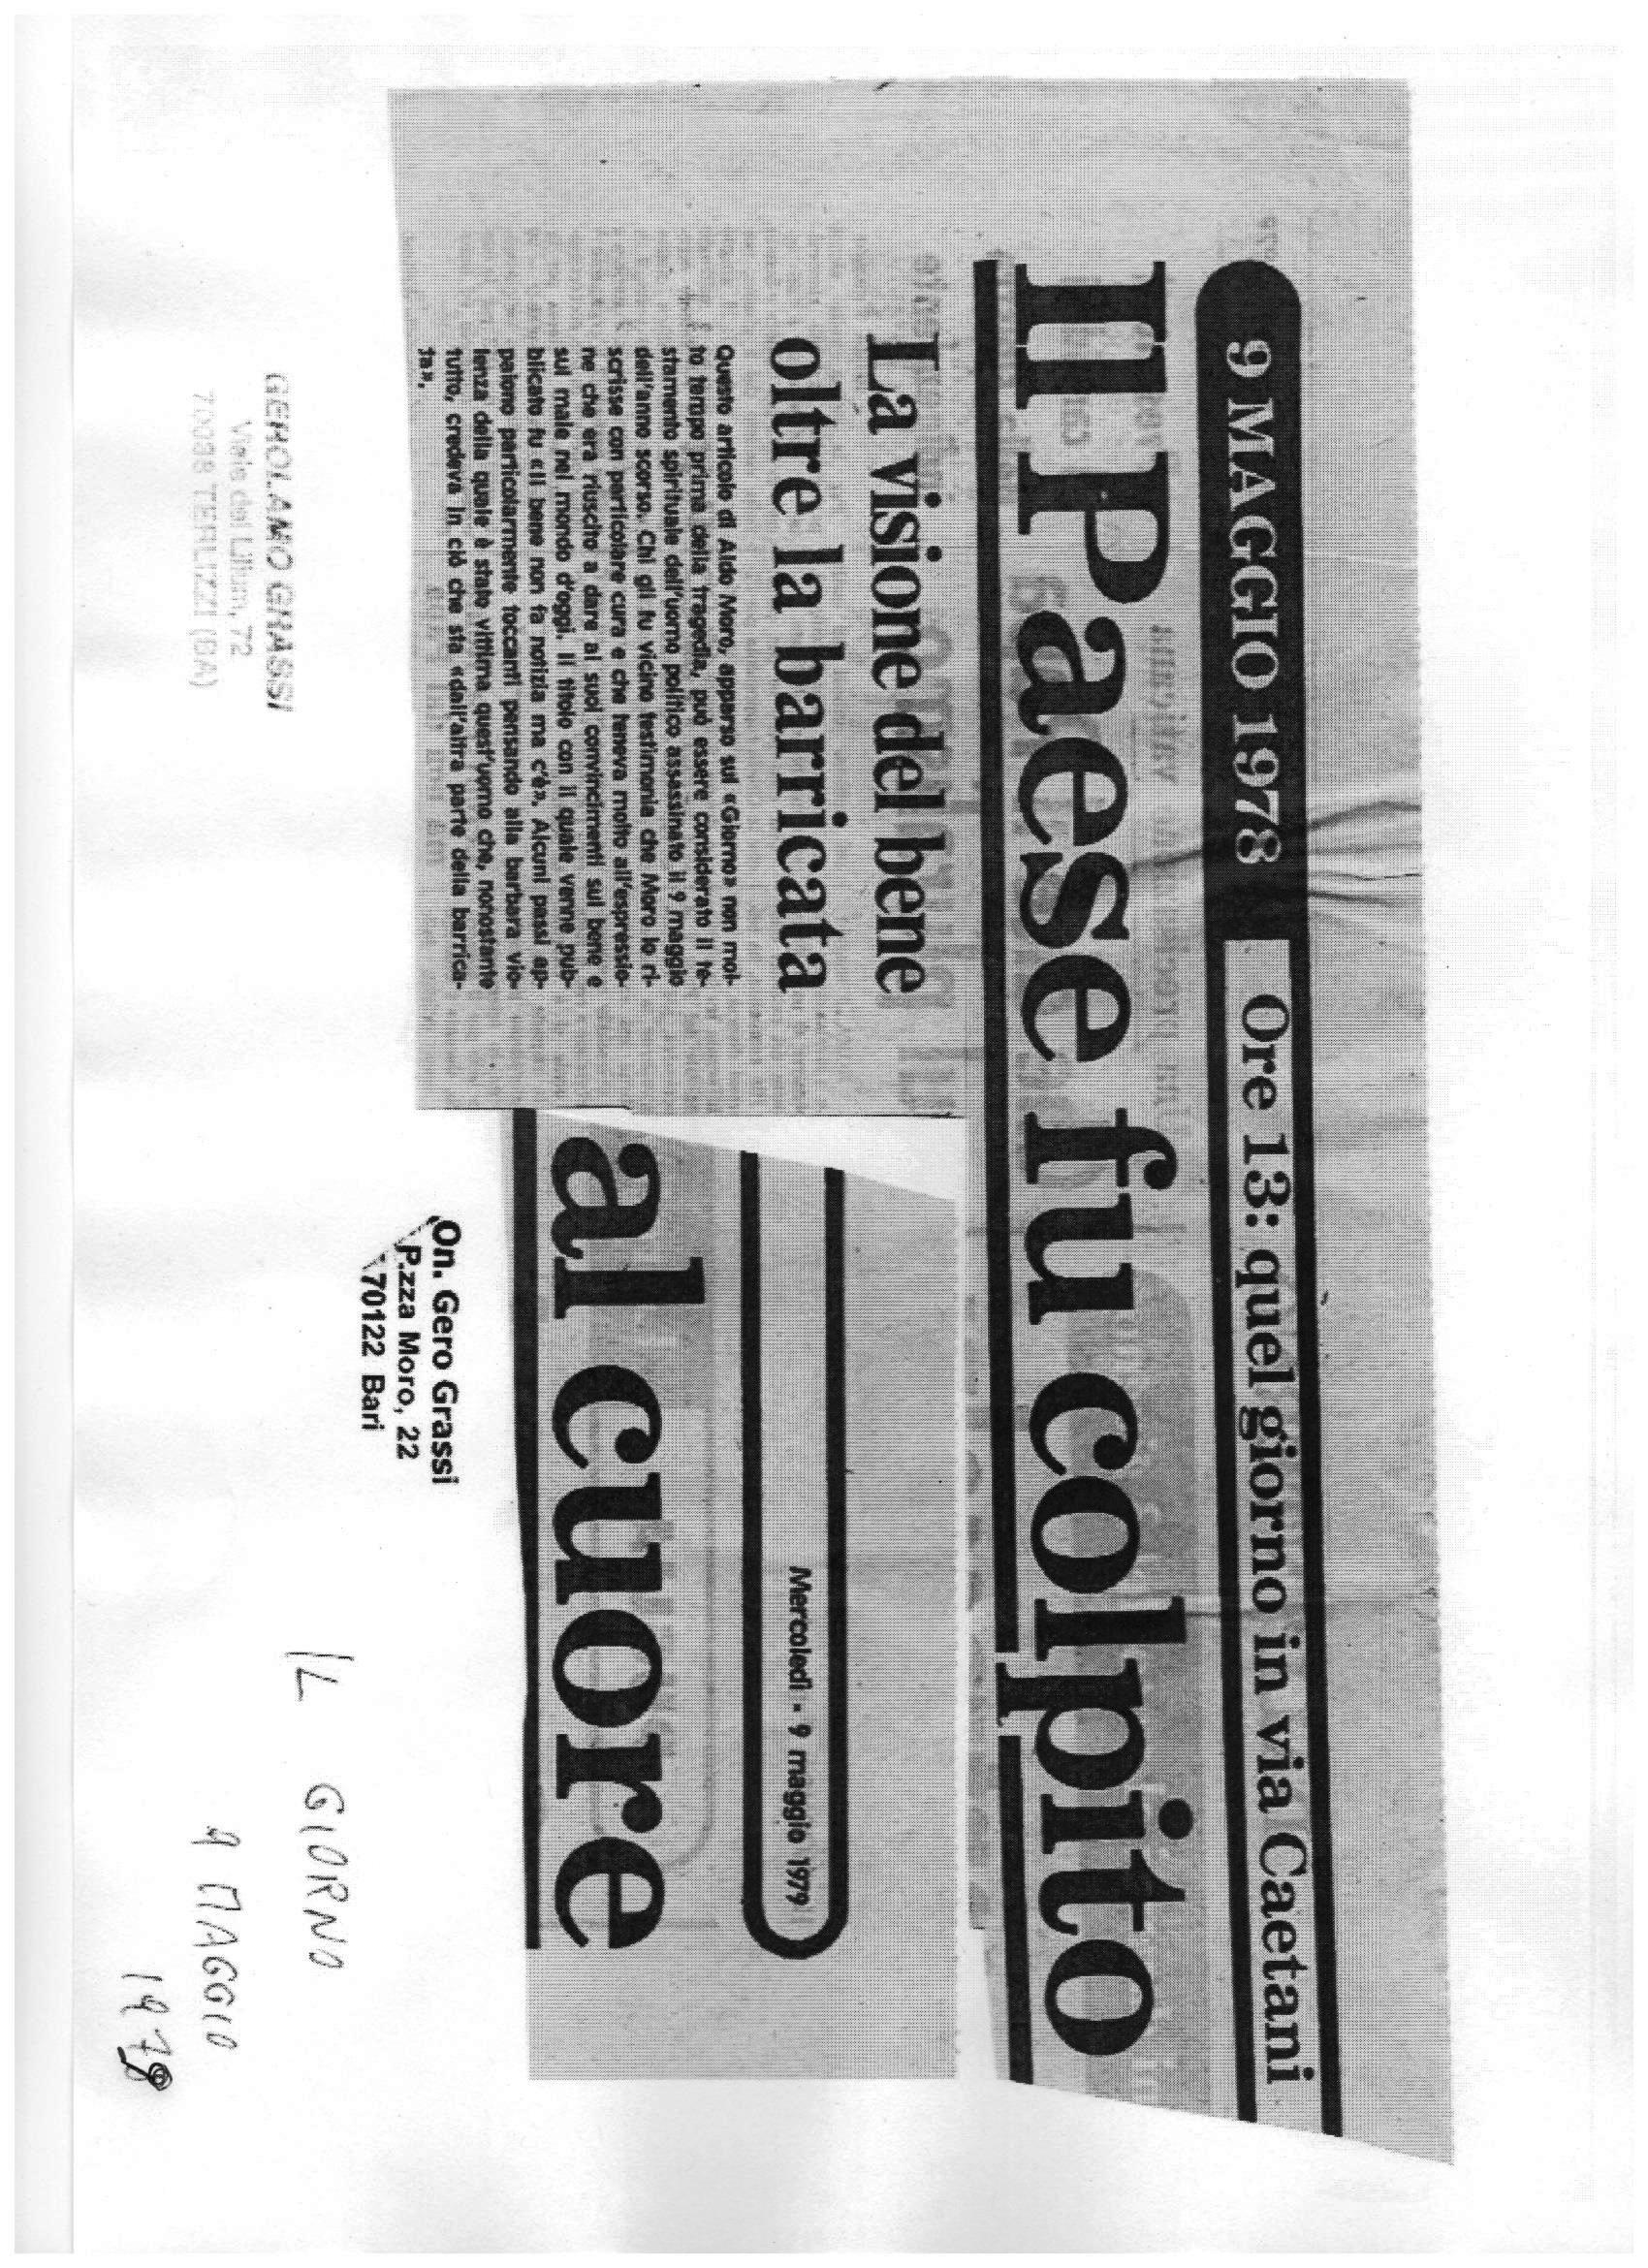 9 MAGGIO 1978
Ore 13: quel giorno in via Caetani
Il Paese fu colpito
al cuore
Mercoledì - 9 maggio 1979
La visione del bene
oltre la barricata
Questo articolo di Aldo Moro, apparso sul «Giorno» non mol-
to tempo prima della tragedia, può essere considerato il te-
stamento spirituale dell'uomo politico assassinato il 9 maggio
dell'anno scorso. Chi gli fu vicino testimonia che Moro lo ri-
scrisse con particolare cura e che teneva molto all'espressio-
ne che era riuscito a dare ai suoi convincimenti sul bene e
sul male nel mondo d'oggi. Il titolo con il quale venne pub-
blicato fu «Il bene non fa notizia ma c'è». Alcuni passi ap-
paiono particolarmente toccanti pensando alla barbara vio-
lenza della quale è stato vittima quest'uomo che, nonostante
tutto, credeva in ciò che sta «dall'altra parte della barrica-
ta».
On. Gero Grassi
P.zza Moro, 22
70122 Bari
GEROLAMO GRASSI
Viale dei Lilium, 72
70038 TERLIZZI (BA)
IL GIORNO
9 MAGGIO